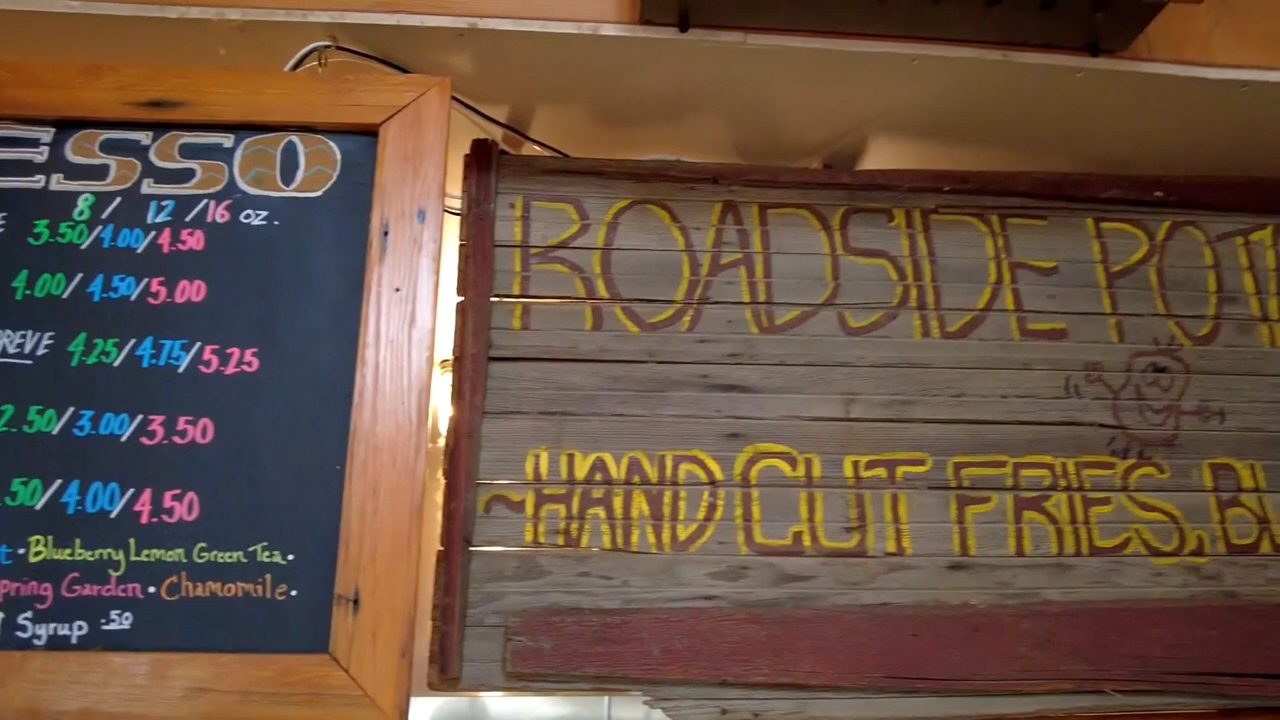 ESSO
8 / 12 / 16 oz.
3.50/4.00/4.50
4.00/4.50/5.00
REVE 4.25/4.75/5.25
2.50/3.00/3.50
.50/4.00/4.50
t · Blueberry Lemon Green Tea ·
pring Garden · Chamomile ·
Syrup .50
ROADSIDE POT
~HAND CUT FRIES, BU